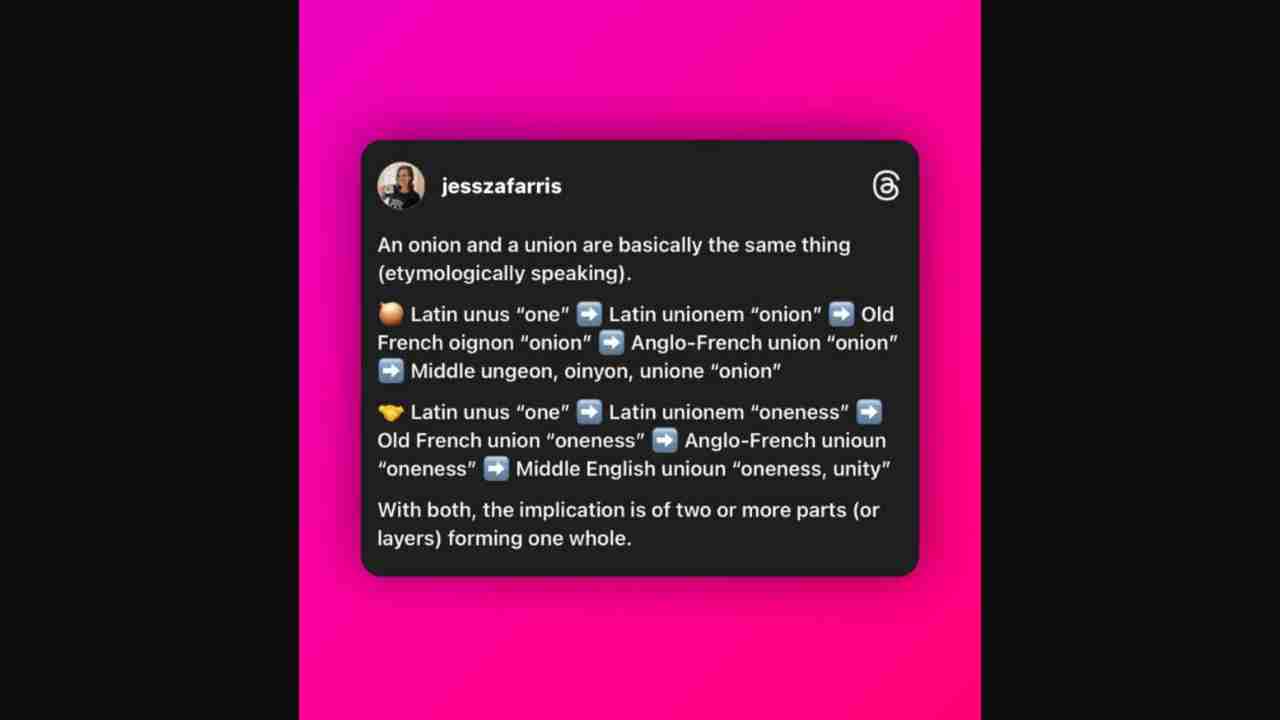 jesszafarris
An onion and a union are basically the same thing
(etymologically speaking).
🧅 Latin unus “one” ➡️ Latin unionem “onion” ➡️ Old
French oignon “onion” ➡️ Anglo-French union “onion”
➡️ Middle ungeon, oinyon, unione “onion”
🤝 Latin unus “one” ➡️ Latin unionem “oneness” ➡️
Old French union “oneness” ➡️ Anglo-French unioun
“oneness” ➡️ Middle English unioun “oneness, unity”
With both, the implication is of two or more parts (or
layers) forming one whole.